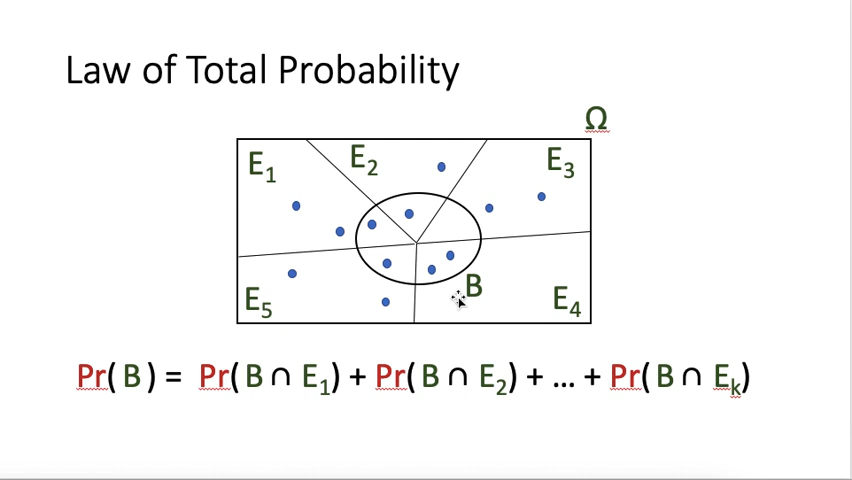 Law of Total Probability
Ω
E₁ E₂ E₃
B
E₅ E₄
Pr( B ) = Pr( B ∩ E₁) + Pr( B ∩ E₂) + ... + Pr( B ∩ Eₖ)